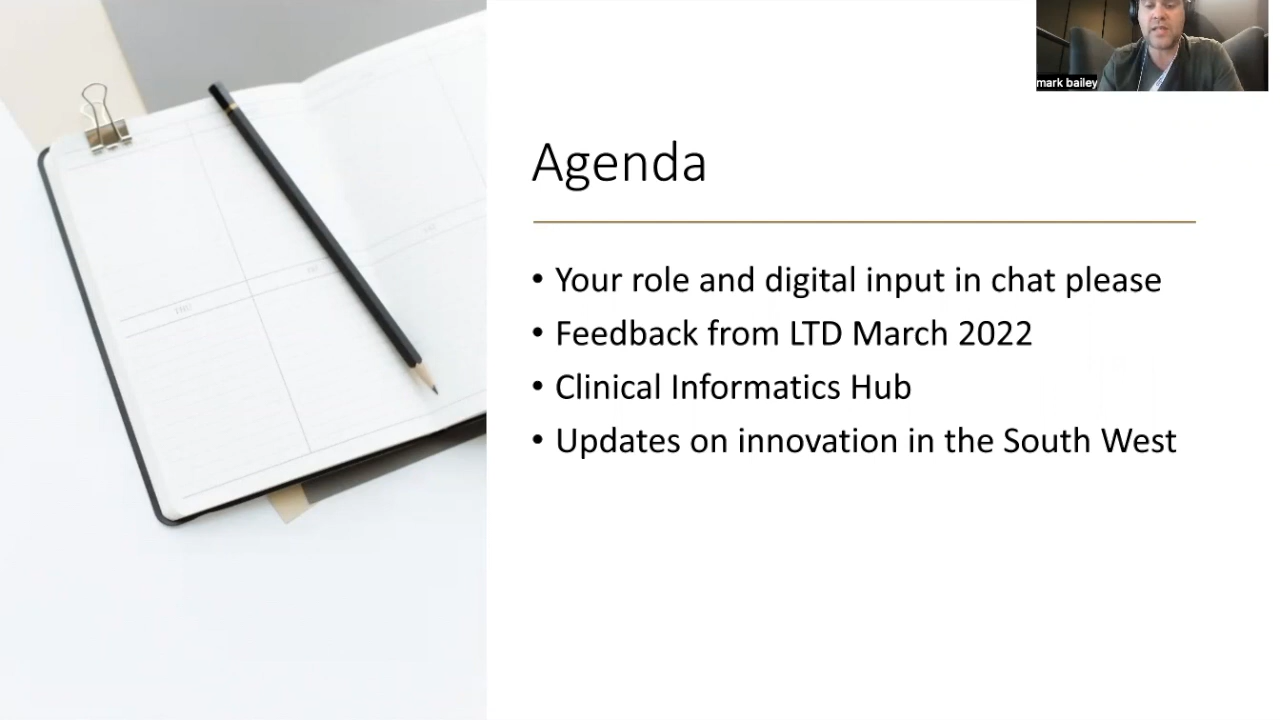 mark bailey
Agenda
• Your role and digital input in chat please
• Feedback from LTD March 2022
• Clinical Informatics Hub
• Updates on innovation in the South West